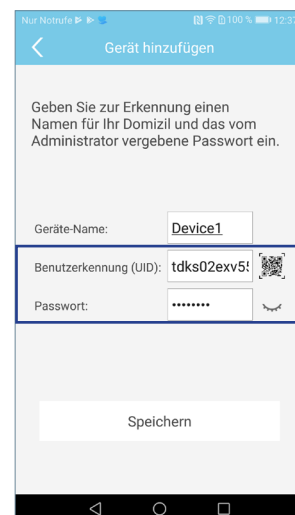 Nur Notrufe 100 % 12:37
Gerät hinzufügen
Geben Sie zur Erkennung einen
Namen für Ihr Domizil und das vom
Administrator vergebene Passwort ein.
Geräte-Name: Device1
Benutzerkennung (UID): tdks02exv5
Passwort: ••••••••
Speichern